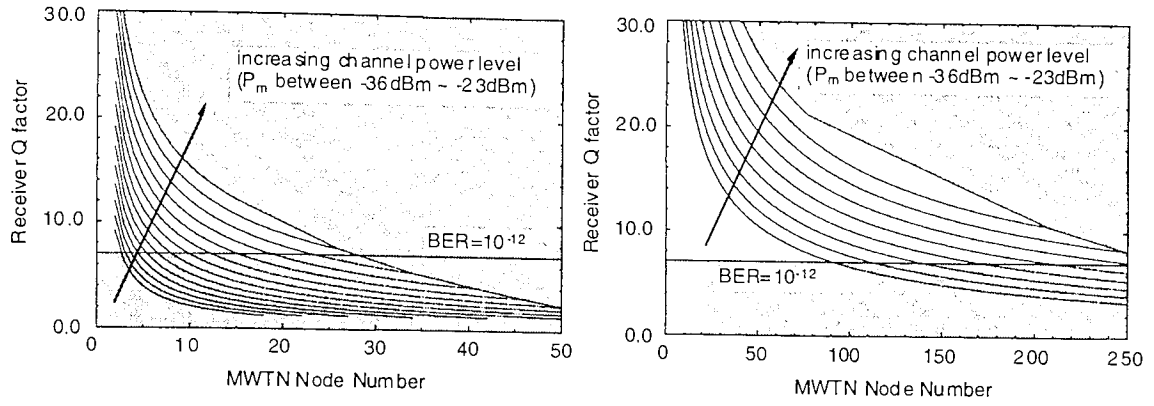 30.0
20.0
10.0
0.0
Receiver Q factor
increasing channel power level
(Pm between -36dBm ~ -23dBm)
BER=10-12
0
10
20
30
40
50
MWTN Node Number
30.0
20.0
10.0
0.0
Receiver Q factor
increasing channel power level
(Pm between -36dBm ~ -23dBm)
BER=10-12
0
50
100
150
200
250
MWTN Node Number